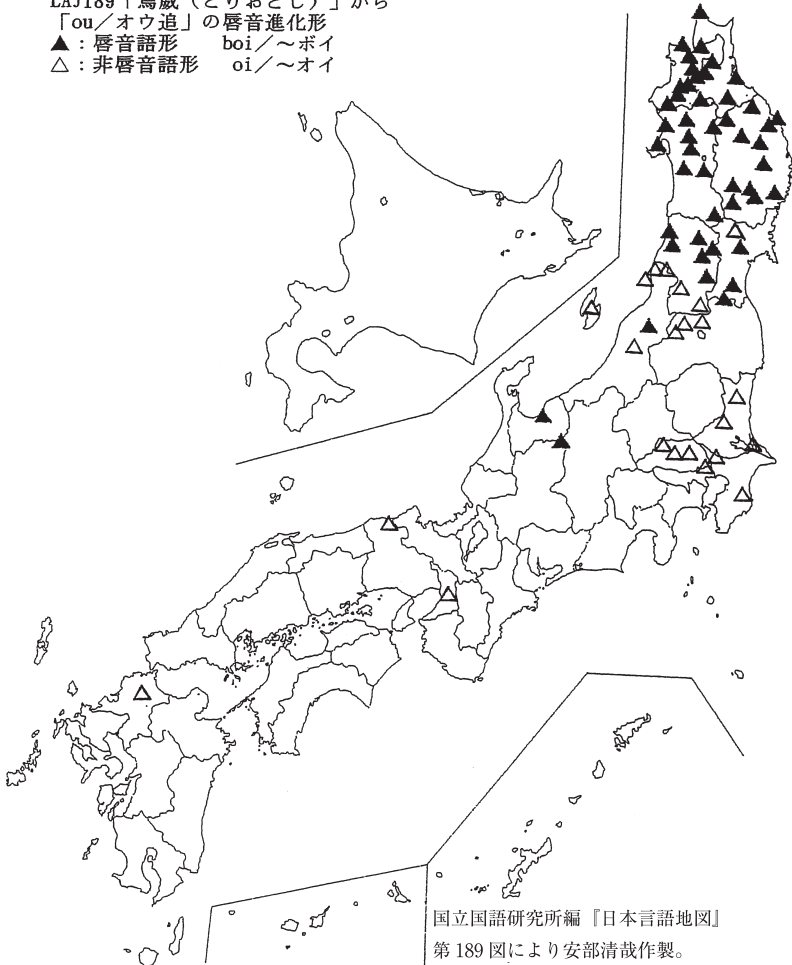 LAJ189「鳥威（とりおどし）」から
「ou／オウ追」の唇音進化形
▲：唇音語形　boi／～ボイ
△：非唇音語形　oi／～オイ
国立国語研究所編『日本言語地図』
第 189 図により安部清哉作製。